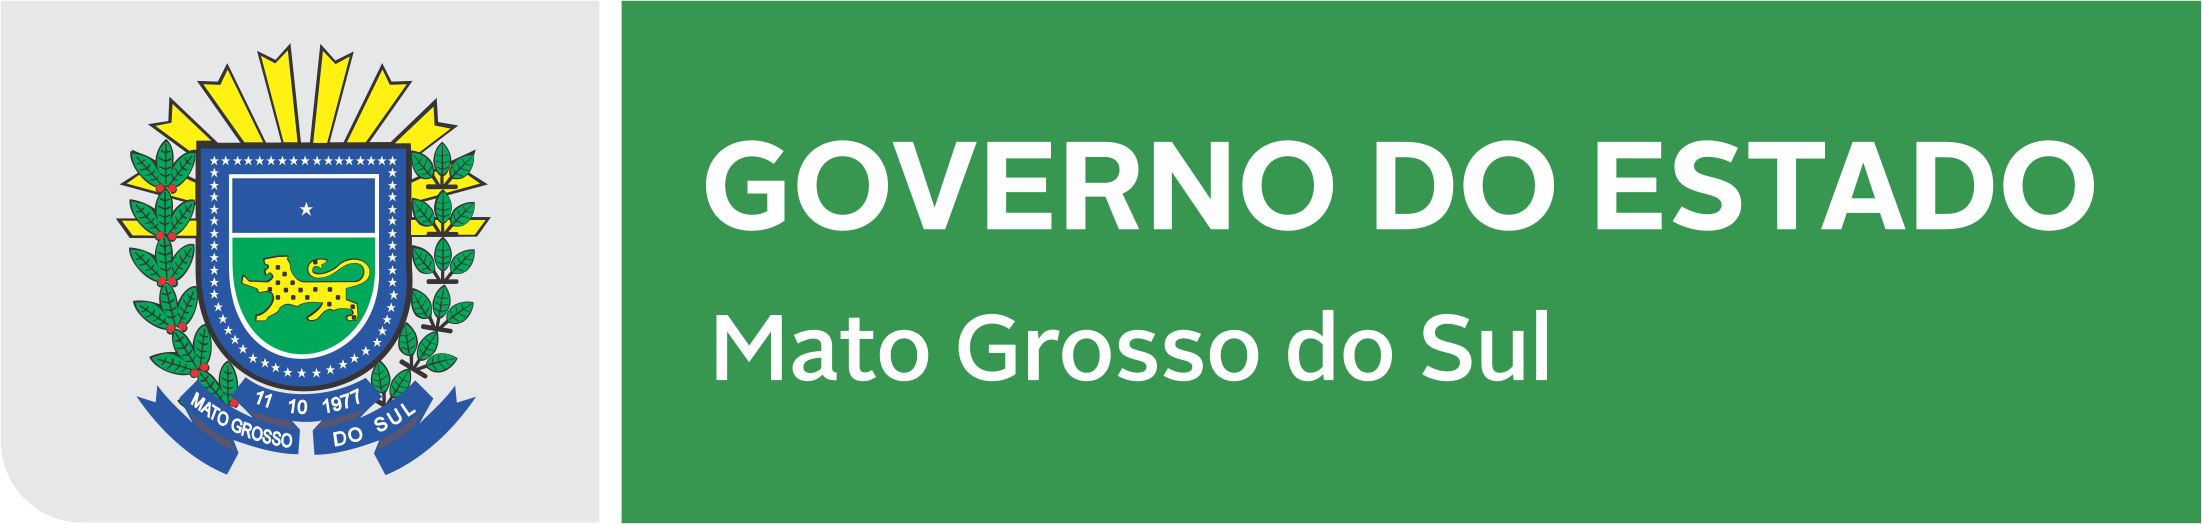 11 10 1977
MATO GROSSO DO SUL
GOVERNO DO ESTADO
Mato Grosso do Sul